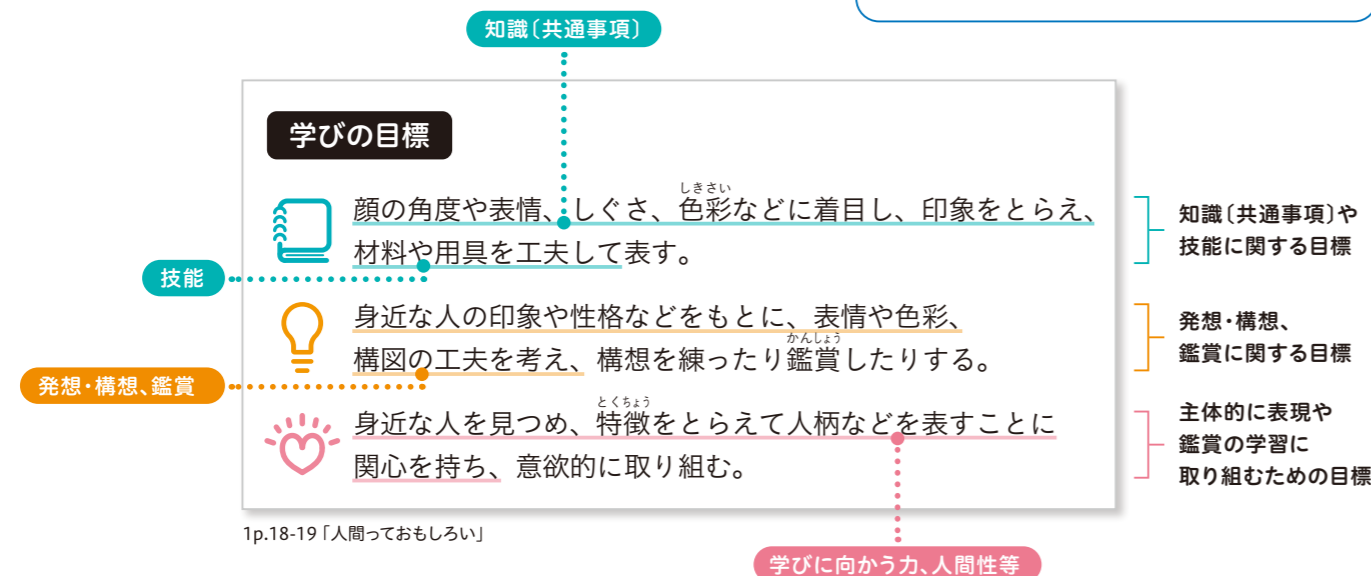 知識〔共通事項〕
学びの目標
しきさい
顔の角度や表情、しぐさ、色彩などに着目し、印象をとらえ、
材料や用具を工夫して表す。
知識〔共通事項〕や
技能に関する目標
技能
身近な人の印象や性格などをもとに、表情や色彩、
かんしょう
構図の工夫を考え、構想を練ったり鑑賞したりする。
発想・構想、
鑑賞に関する目標
発想・構想、鑑賞
とくちょう
身近な人を見つめ、特徴をとらえて人柄などを表すことに
関心を持ち、意欲的に取り組む。
主体的に表現や
鑑賞の学習に
取り組むための目標
1p.18-19「人間っておもしろい」
学びに向かう力、人間性等